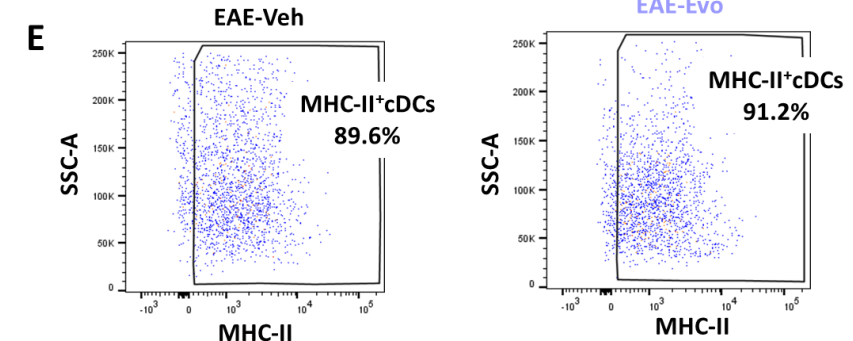 E
EAE-Veh
250K
200K
150K
100K
50K
0
SSC-A
MHC-II⁺cDCs
89.6%
-10³ 0 10³ 10⁴ 10⁵
MHC-II
EAE-Evo
250K
200K
150K
100K
50K
0
SSC-A
MHC-II⁺cDCs
91.2%
-10³ 0 10³ 10⁴ 10⁵
MHC-II